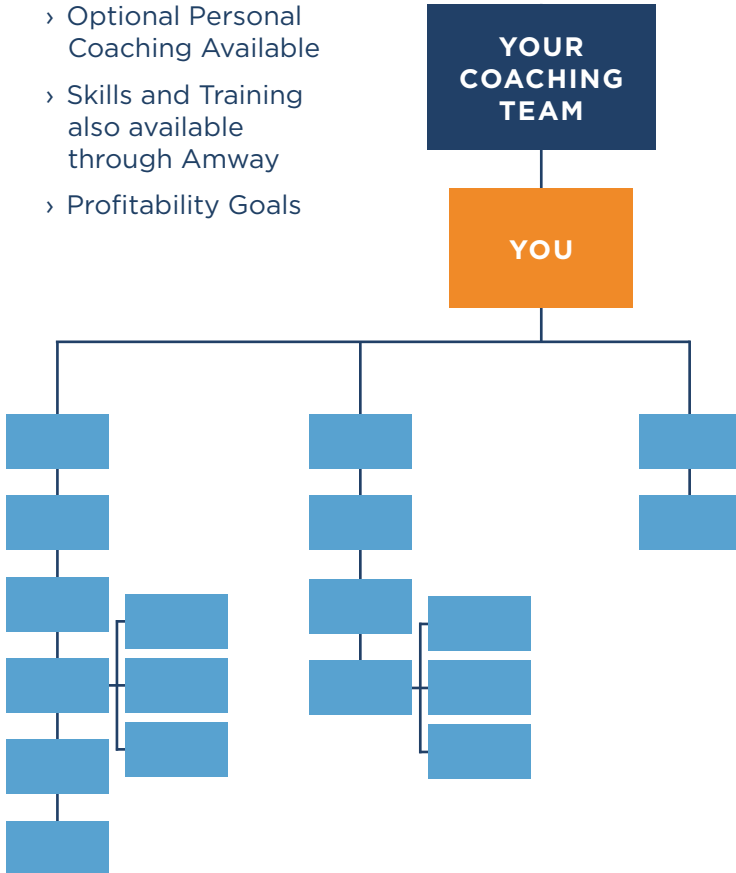 › Optional Personal
Coaching Available
› Skills and Training
also available
through Amway
› Profitability Goals
YOUR
COACHING
TEAM
YOU